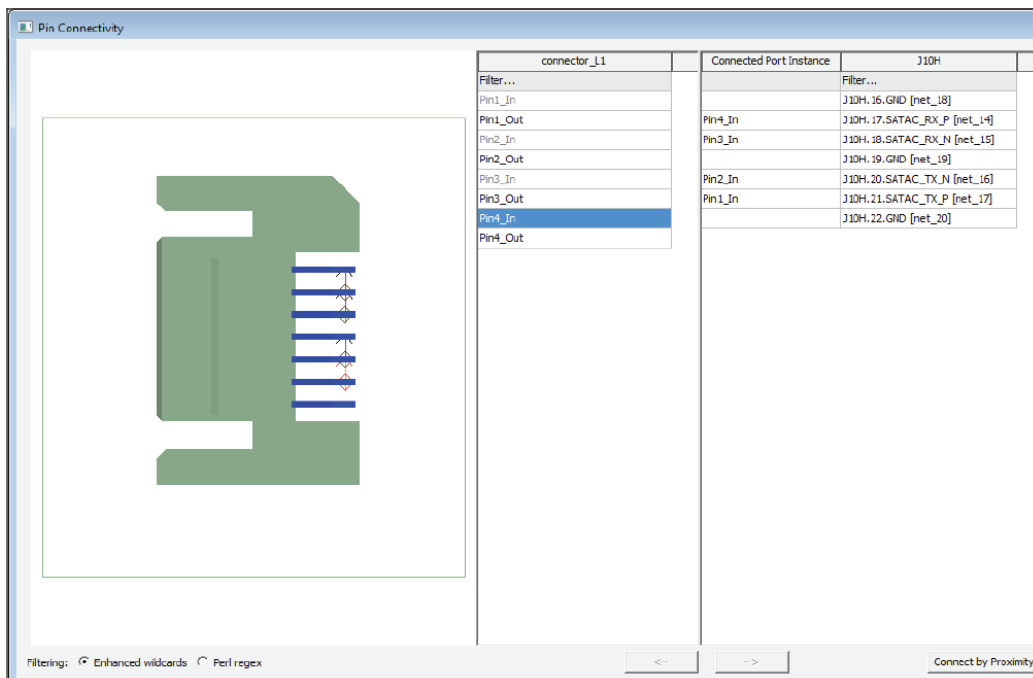 Pin Connectivity
connector_L1
Filter...
Pin1_In
Pin1_Out
Pin2_In
Pin2_Out
Pin3_In
Pin3_Out
Pin4_In
Pin4_Out
Connected Port Instance J10H
Filter...
J10H.16.GND [net_18]
Pin4_In J10H.17.SATAC_RX_P [net_14]
Pin3_In J10H.18.SATAC_RX_N [net_15]
J10H.19.GND [net_19]
Pin2_In J10H.20.SATAC_TX_N [net_16]
Pin1_In J10H.21.SATAC_TX_P [net_17]
J10H.22.GND [net_20]
Filtering: Enhanced wildcards Perl regex <-- --> Connect by Proximity